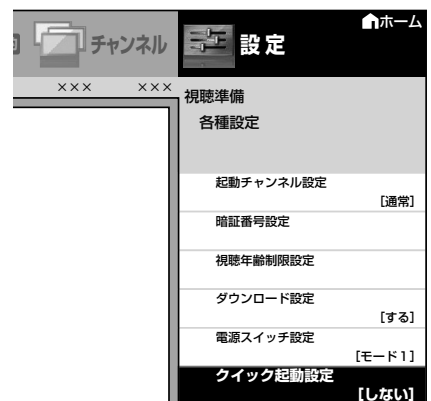 チャンネル
設定
ホーム
××× ×××
視聴準備
各種設定
起動チャンネル設定
［通常］
暗証番号設定
視聴年齢制限設定
ダウンロード設定
［する］
電源スイッチ設定
［モード1］
クイック起動設定
［しない］